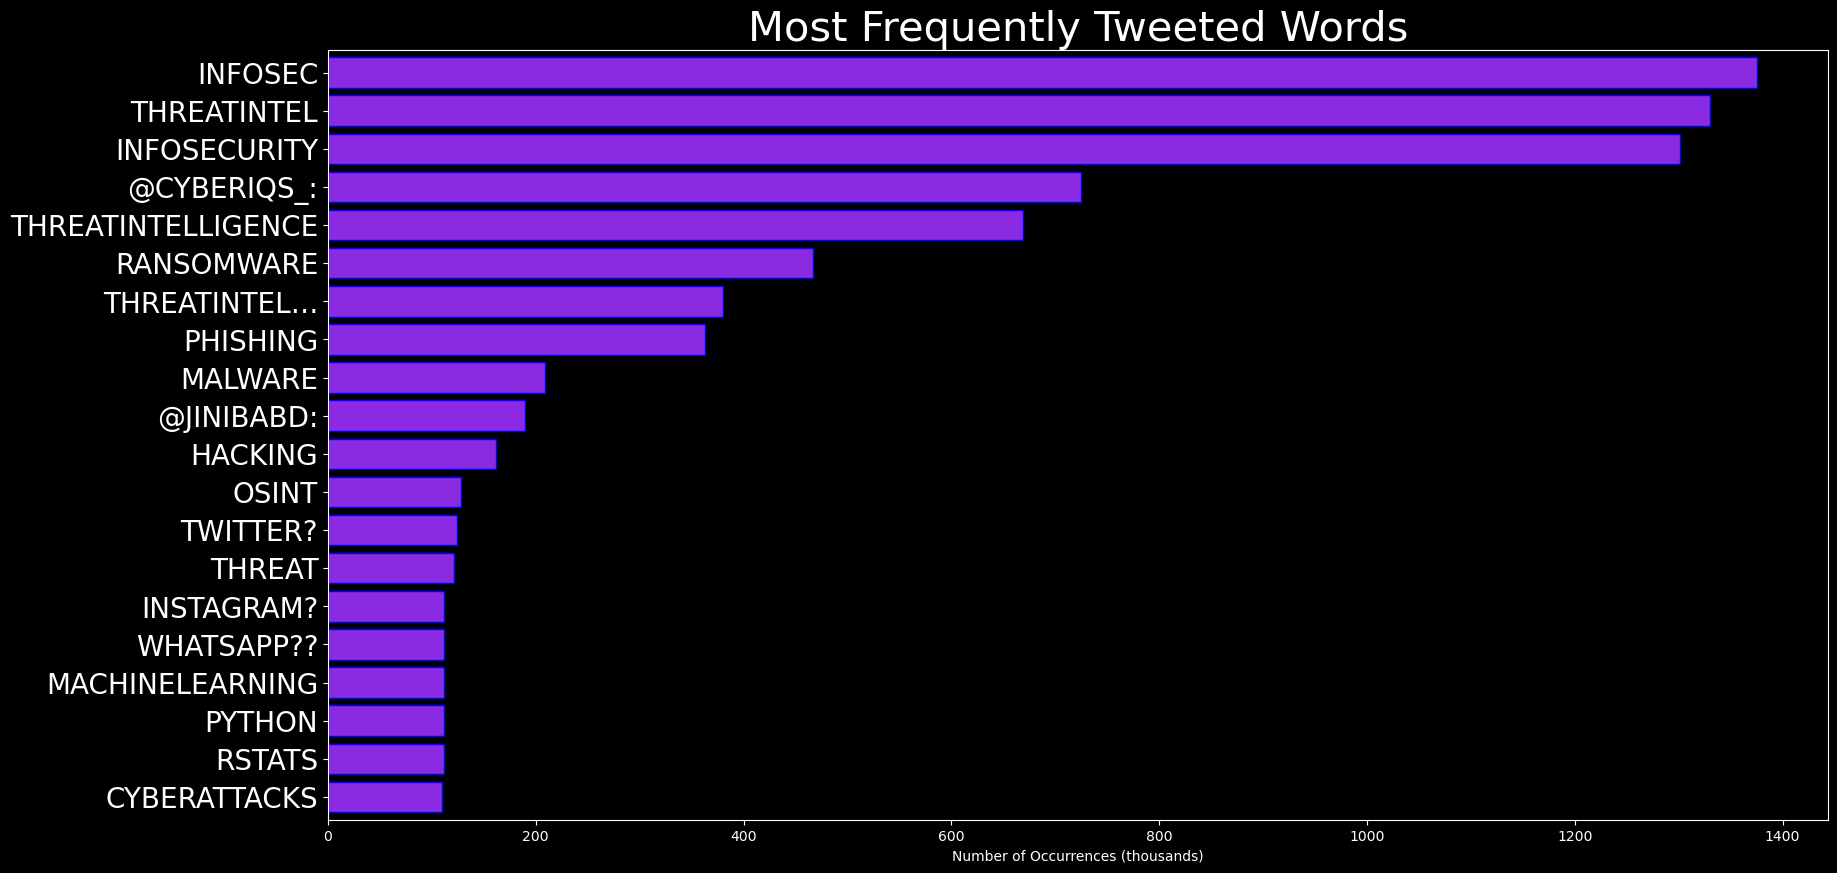 Most Frequently Tweeted Words
INFOSEC
THREATINTEL
INFOSECURITY
@CYBERIQS_:
THREATINTELLIGENCE
RANSOMWARE
THREATINTEL…
PHISHING
MALWARE
@JINIBABD:
HACKING
OSINT
TWITTER?
THREAT
INSTAGRAM?
WHATSAPP??
MACHINELEARNING
PYTHON
RSTATS
CYBERATTACKS
0 200 400 600 800 1000 1200 1400
Number of Occurrences (thousands)